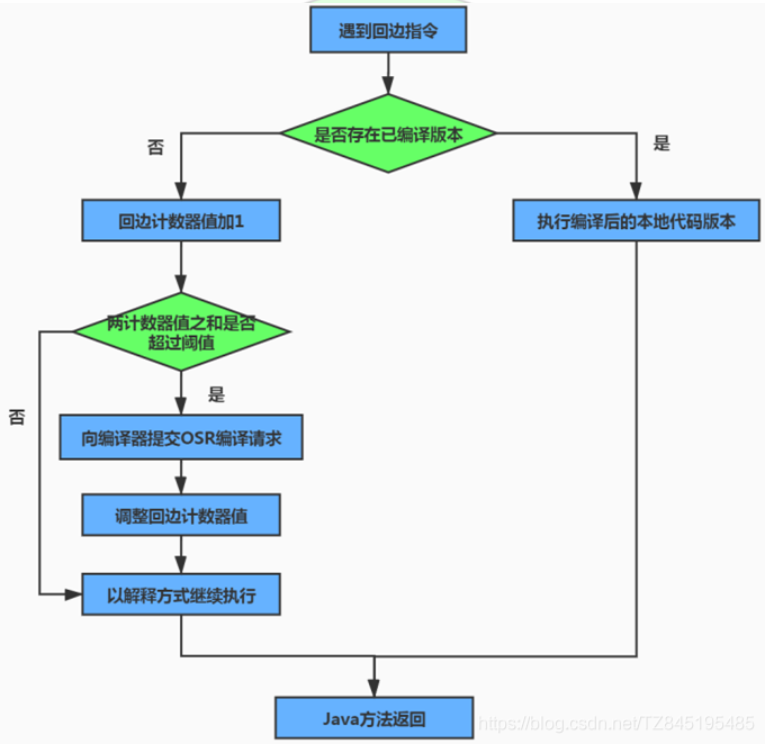 遇到回边指令
是否存在已编译版本
否
是
回边计数器值加1
执行编译后的本地代码版本
两计数器值之和是否
超过阈值
是
否
向编译器提交OSR编译请求
调整回边计数器值
以解释方式继续执行
Java方法返回
https://blog.csdn.net/TZ845195485